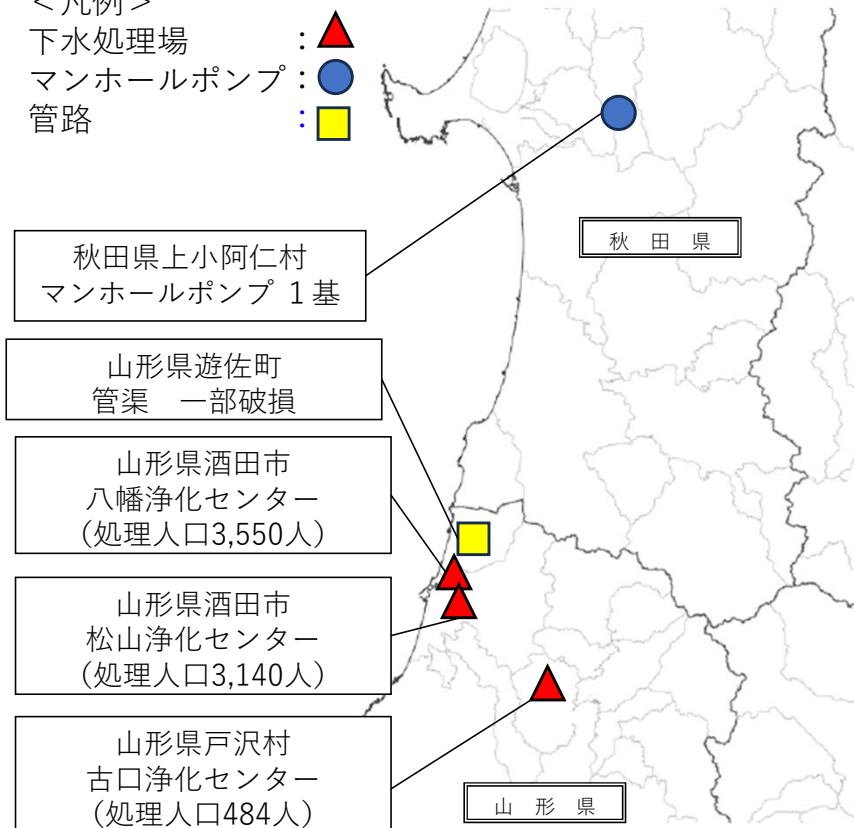 ＜凡例＞
下水処理場　　　：
マンホールポンプ：
管路　　　　　　：
秋田県上小阿仁村
マンホールポンプ １基
秋 田 県
山形県遊佐町
管渠　一部破損
山形県酒田市
八幡浄化センター
(処理人口3,550人)
山形県酒田市
松山浄化センター
(処理人口3,140人)
山形県戸沢村
古口浄化センター
(処理人口484人)
山 形 県